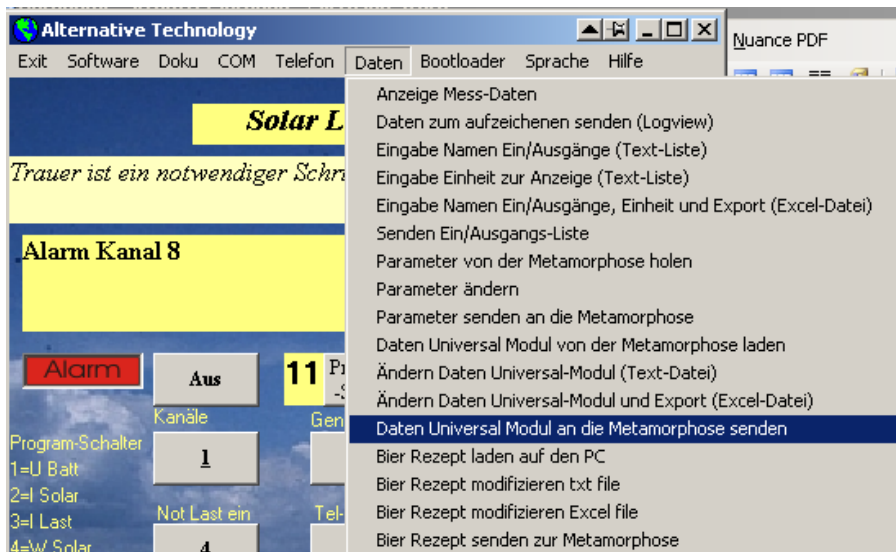 Alternative Technology
Nuance PDF
Exit Software Doku COM Telefon Daten Bootloader Sprache Hilfe
Anzeige Mess-Daten
Daten zum aufzeichenen senden (Logview)
Eingabe Namen Ein/Ausgänge (Text-Liste)
Eingabe Einheit zur Anzeige (Text-Liste)
Eingabe Namen Ein/Ausgänge, Einheit und Export (Excel-Datei)
Senden Ein/Ausgangs-Liste
Parameter von der Metamorphose holen
Parameter ändern
Parameter senden an die Metamorphose
Daten Universal Modul von der Metamorphose laden
Ändern Daten Universal-Modul (Text-Datei)
Ändern Daten Universal-Modul und Export (Excel-Datei)
Daten Universal Modul an die Metamorphose senden
Bier Rezept laden auf den PC
Bier Rezept modifizieren txt file
Bier Rezept modifizieren Excel file
Bier Rezept senden zur Metamorphose
Solar L
Trauer ist ein notwendiger Schri
Alarm Kanal 8
Alarm
Aus
11
Kanäle
Gen
Program-Schalter
1
1=U Batt
2=I Solar
3=I Last
Not Last ein
Tel-
4=W Solar
4